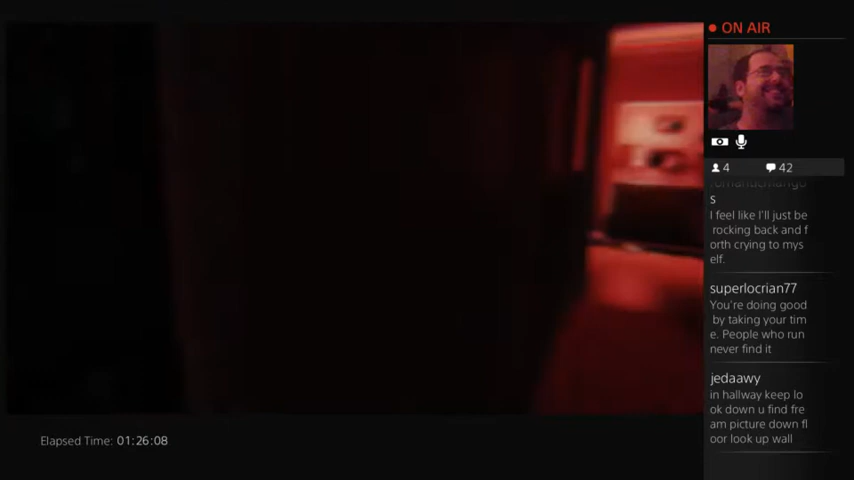 ON AIR
4 42
s
I feel like I'll just be
rocking back and f
orth crying to mys
elf.
superlocrian77
You're doing good
by taking your tim
e. People who run
never find it
jedaawy
in hallway keep lo
ok down u find fre
am picture down fl
oor look up wall
Elapsed Time: 01:26:08